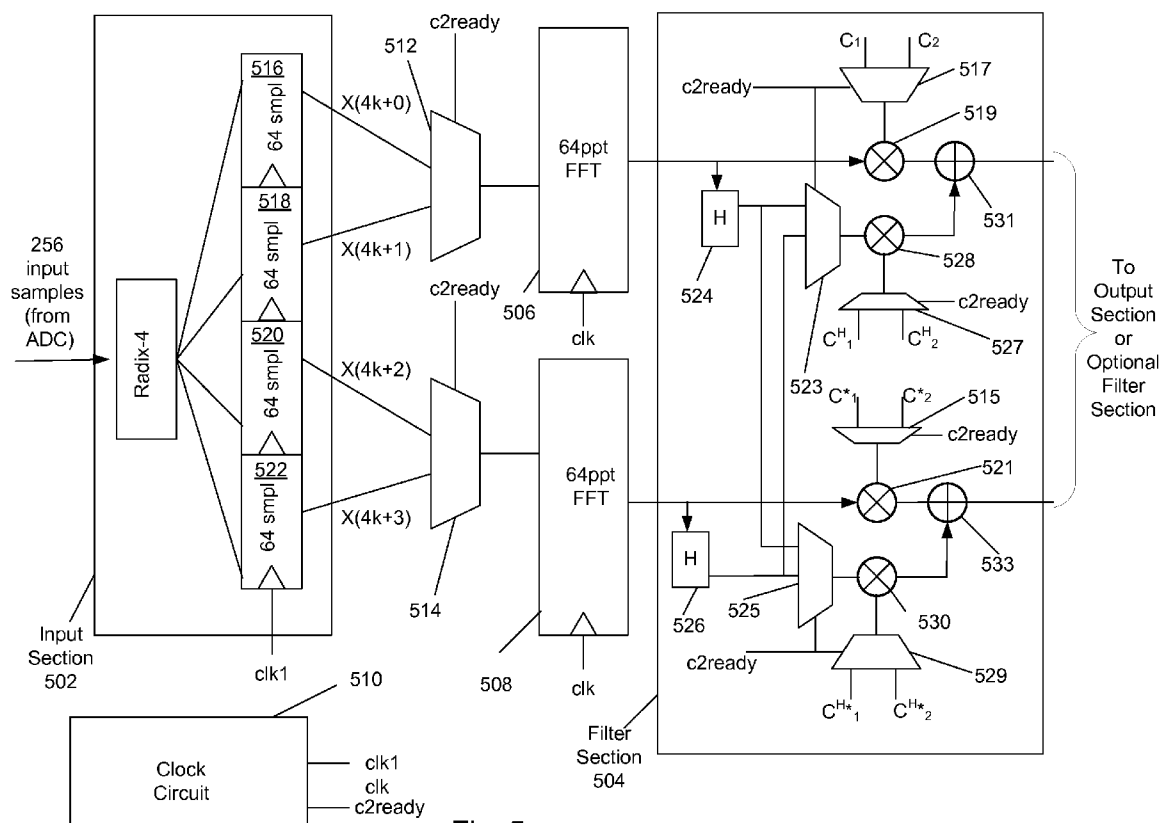 c2ready
512
516
64 smpl
518
64 smpl
520
64 smpl
522
64 smpl
X(4k+0)
X(4k+1)
X(4k+2)
X(4k+3)
256
input
samples
(from
ADC)
Radix-4
Input
Section
502
clk1
c2ready
514
64ppt
FFT
506
clk
64ppt
FFT
508
clk
C1
C2
517
c2ready
519
531
H
524
523
528
c2ready
CH1
CH2
527
C*1
C*2
515
c2ready
521
533
H
526
525
530
c2ready
529
CH*1
CH*2
Filter
Section
504
To
Output
Section
or
Optional
Filter
Section
510
Clock
Circuit
clk1
clk
c2ready